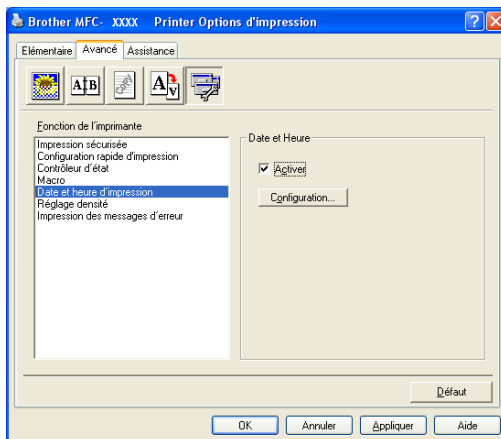 Brother MFC- XXXX Printer Options d'impression
Elémentaire Avancé Assistance
A B
A
Fonction de l'imprimante
Impression sécurisée
Configuration rapide d'impression
Contrôleur d'état
Macro
Date et heure d'impression
Réglage densité
Impression des messages d'erreur
Date et Heure
Activer
Configuration...
Défaut
OK Annuler Appliquer Aide